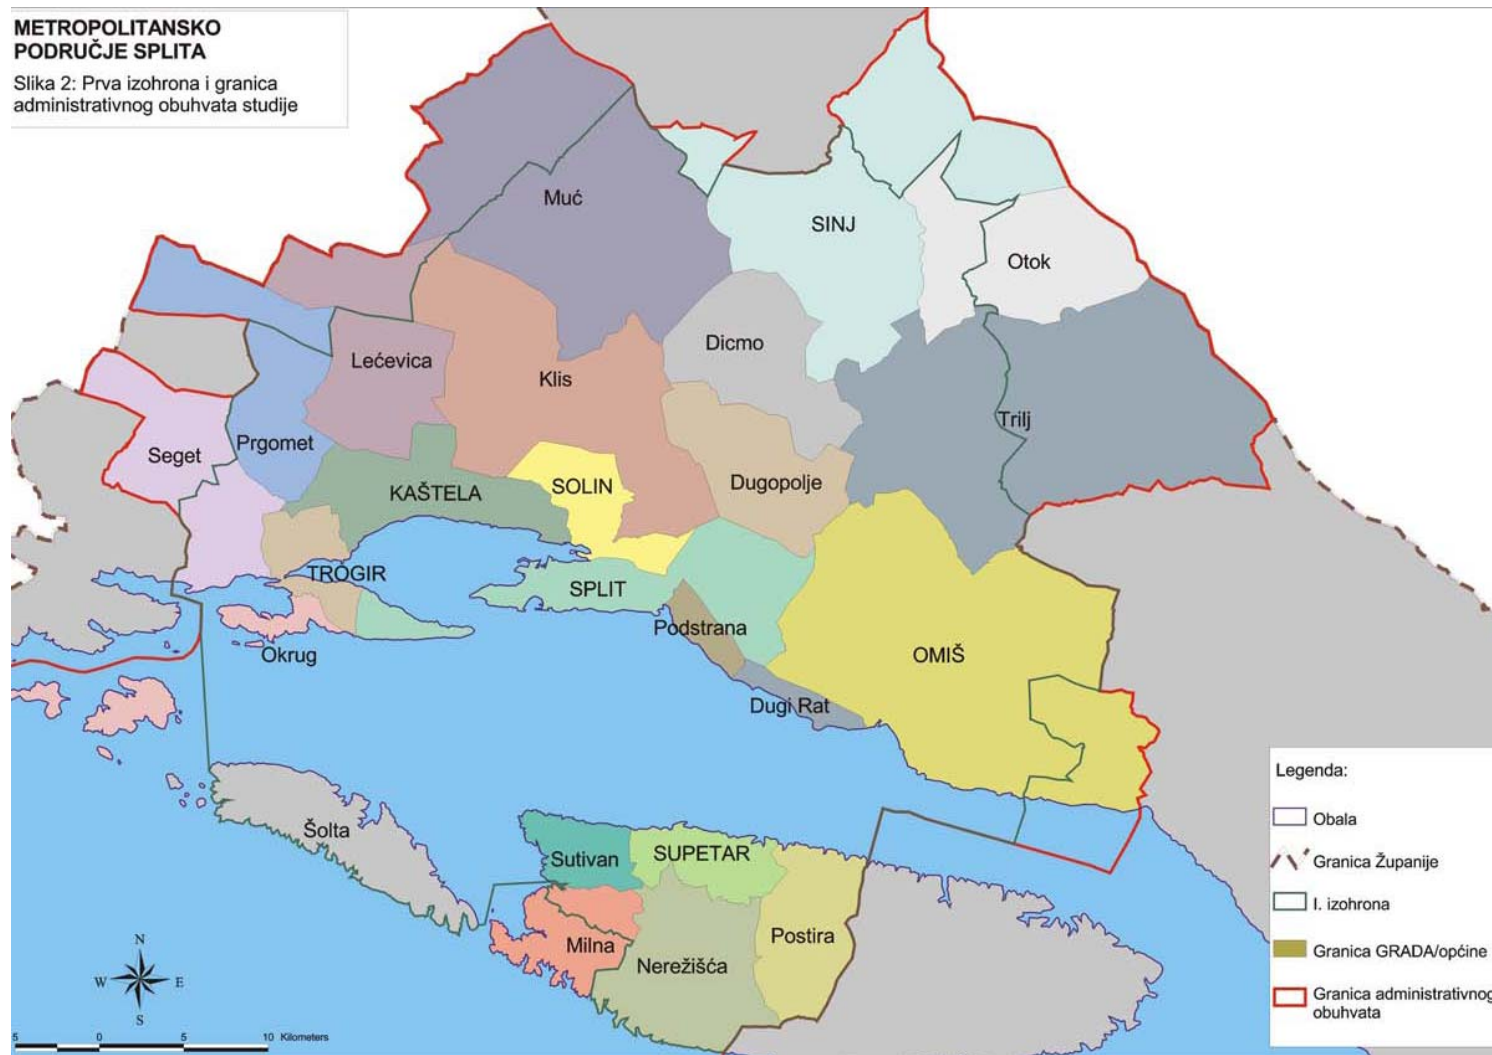 METROPOLITANSKO
PODRUČJE SPLITA
Slika 2: Prva izohrona i granica
administrativnog obuhvata studije
Muć
SINJ
Otok
Dicmo
Lećevica
Klis
Trilj
Prgomet
Seget
Dugopolje
SOLIN
KAŠTELA
TROGIR
SPLIT
Podstrana
Okrug
OMIŠ
Dugi Rat
Šolta
Sutivan
SUPETAR
Milna
Postira
Nerežišća
Legenda:
Obala
Granica Županije
I. izohrona
Granica GRADA/općine
Granica administrativnog
obuhvata
N
W E
S
5 0 5 10 Kilometers